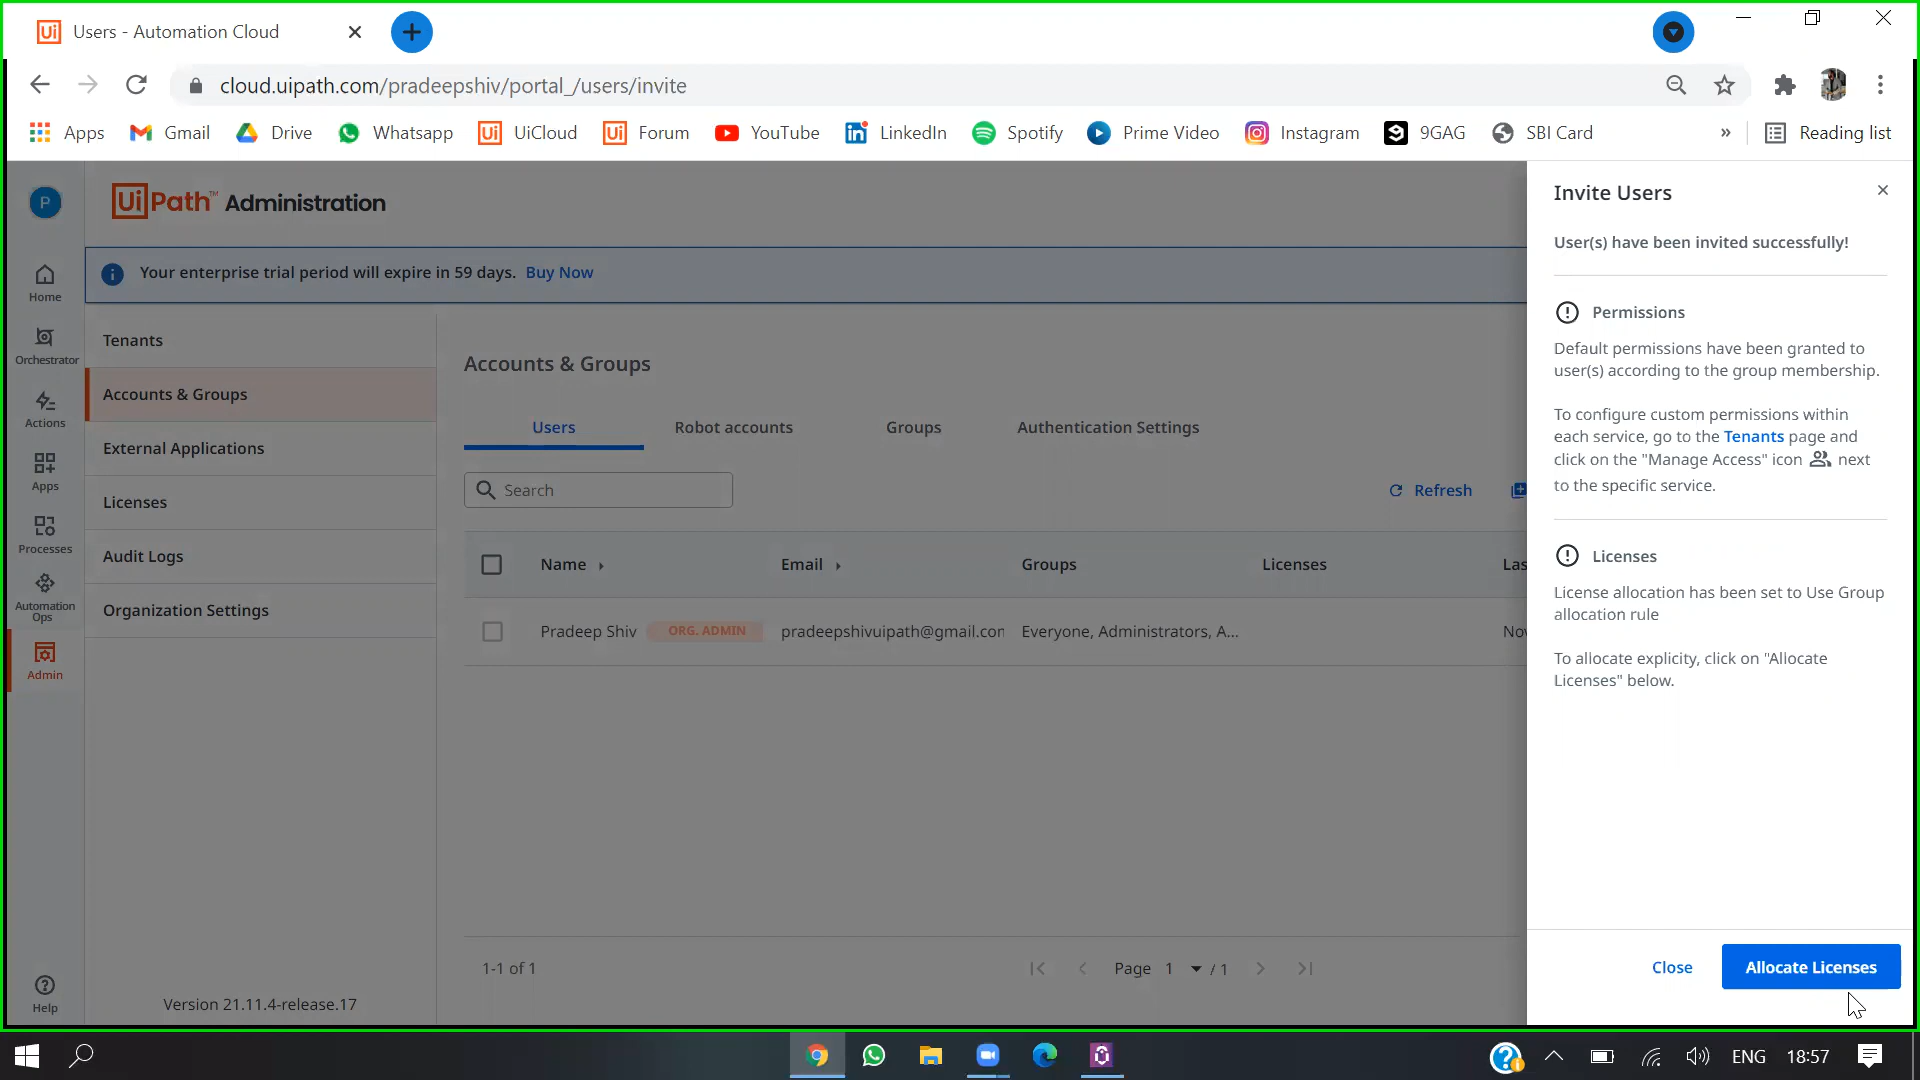 Users - Automation Cloud
cloud.uipath.com/pradeepshiv/portal_/users/invite
Apps Gmail Drive Whatsapp UiCloud Forum YouTube LinkedIn Spotify Prime Video Instagram 9GAG SBI Card » Reading list
P
UiPath™ Administration
Your enterprise trial period will expire in 59 days. Buy Now
Home
Orchestrator
Actions
Apps
Processes
Automation
Ops
Admin
Help
Tenants
Accounts & Groups
External Applications
Licenses
Audit Logs
Organization Settings
Version 21.11.4-release.17
Accounts & Groups
Users Robot accounts Groups Authentication Settings
Search
Refresh
Name Email Groups Licenses Las
Pradeep Shiv ORG. ADMIN pradeepshivuipath@gmail.con Everyone, Administrators, A... Nov
1-1 of 1
Page 1 / 1
Invite Users
User(s) have been invited successfully!
Permissions
Default permissions have been granted to
user(s) according to the group membership.
To configure custom permissions within
each service, go to the Tenants page and
click on the "Manage Access" icon next
to the specific service.
Licenses
License allocation has been set to Use Group
allocation rule
To allocate explicity, click on "Allocate
Licenses" below.
Close Allocate Licenses
ENG 18:57